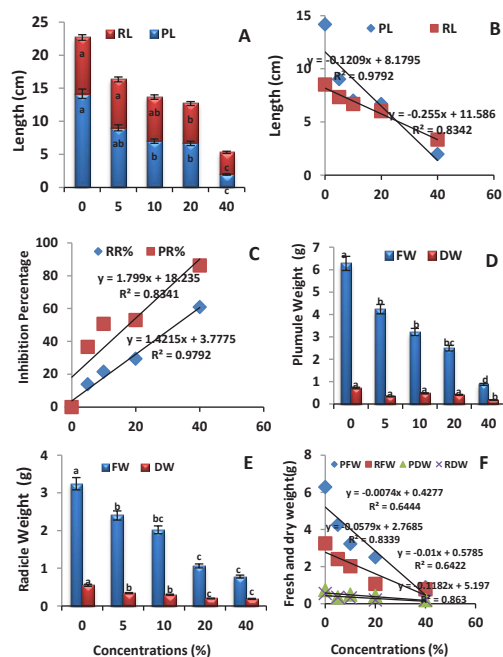 RL PL
A
25
20
15
10
5
0
Length (cm)
a
a
a
ab
ab
b
b
b
c
c
0 5 10 20 40
PL RL
B
15
10
5
0
Length (cm)
y = -0.1209x + 8.1795
R² = 0.9792
y = -0.255x + 11.586
R² = 0.8342
0 20 40 60
RR% PR%
C
100
80
60
40
20
0
Inhibition Percentage
y = 1.799x + 18.235
R² = 0.8341
y = 1.4215x + 3.7775
R² = 0.9792
0 20 40 60
FW DW
D
7
6
5
4
3
2
1
0
Plumule Weight (g)
a
b
b
bc
d
a
a
a
a
b
0 5 10 20 40
FW DW
E
4
3
2
1
0
Radicle Weight (g)
a
b
bc
c
c
a
b
b
c
c
0 5 10 20 40
Concentrations (%)
PFW RFW PDW RDW
F
8
6
4
2
0
Fresh and dry weight(g)
y = -0.0074x + 0.4277
R² = 0.6444
y = -0.0579x + 2.7685
R² = 0.8339
y = -0.01x + 0.5785
R² = 0.6422
y = -0.1182x + 5.197
R² = 0.863
0 20 40 60
Concentrations (%)